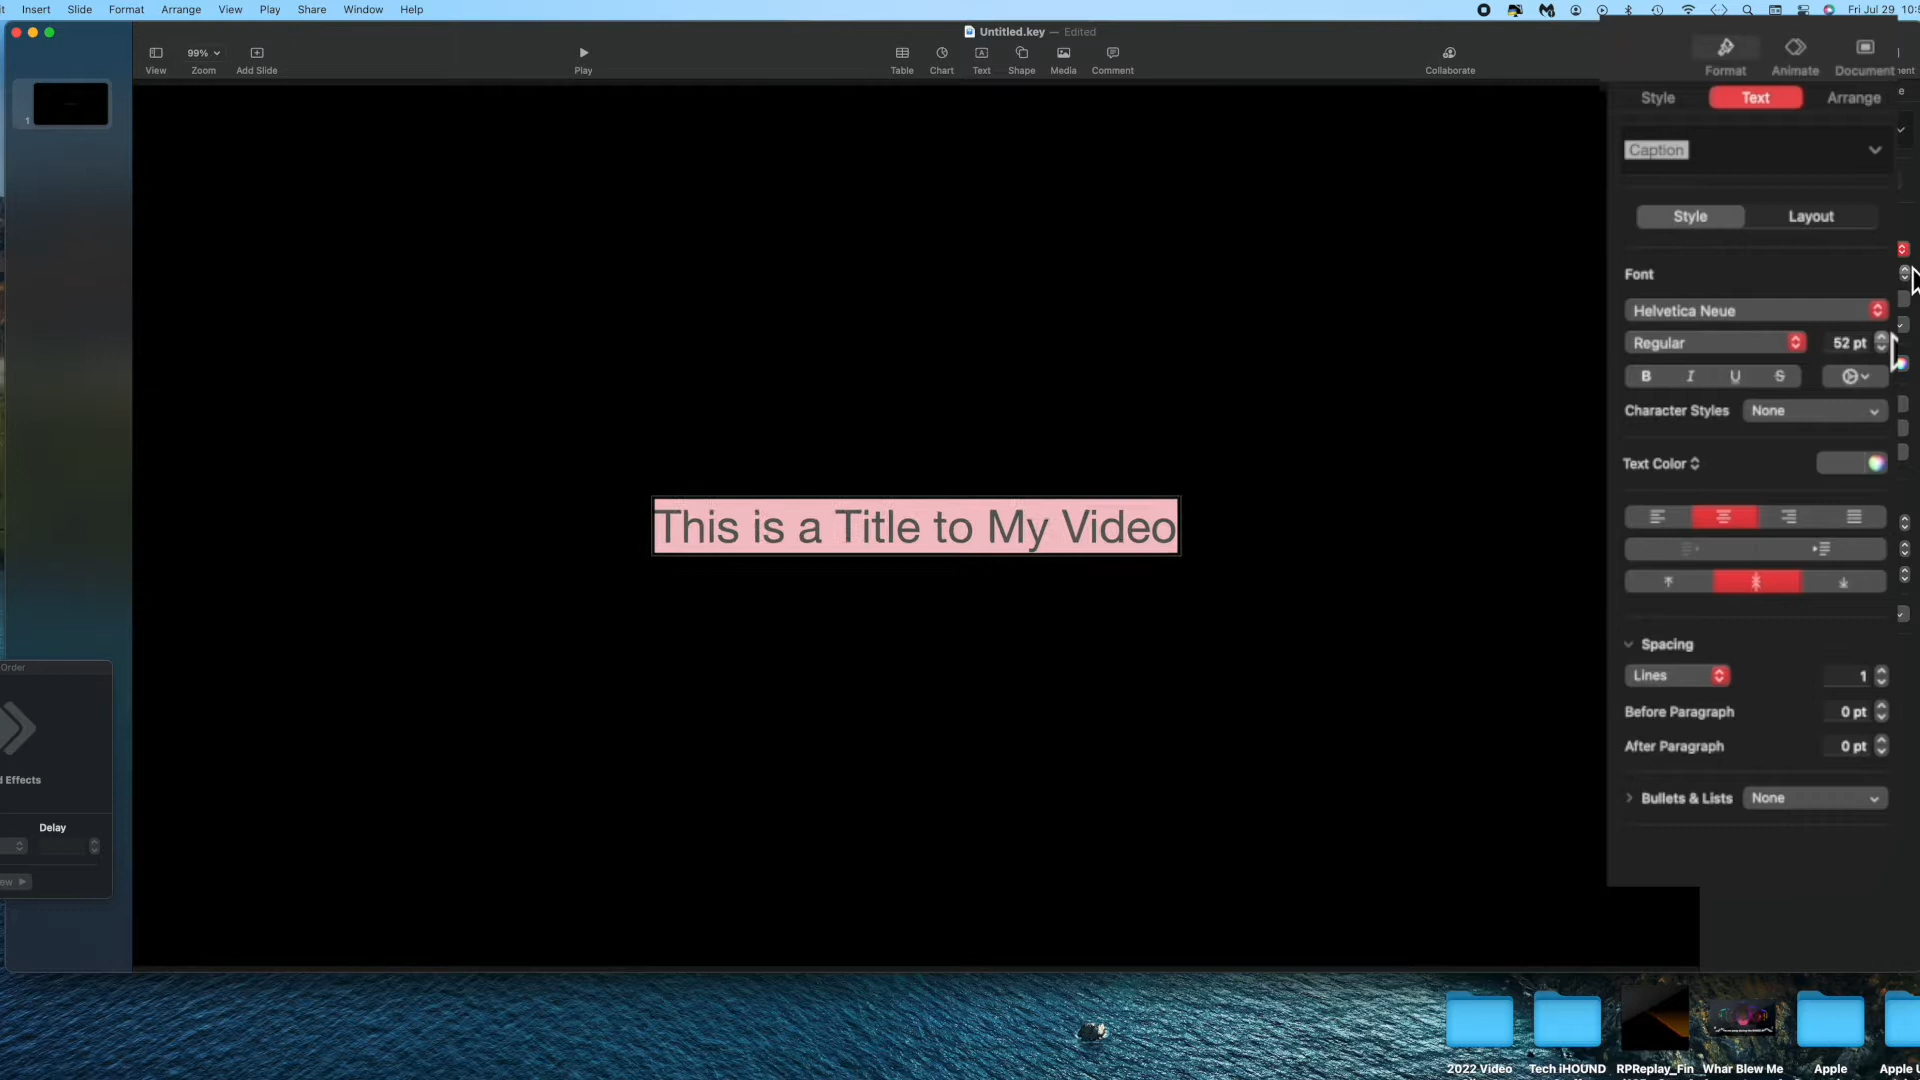 Insert Slide Format Arrange View Play Share Window Help
Fri Jul 29
Untitled.key — Edited
99%
View Zoom Add Slide Play Table Chart Text Shape Media Comment Collaborate
Format Animate Document
Style Text Arrange
1
Caption
Style Layout
Font
Helvetica Neue
Regular 52 pt
B I U S
Character Styles None
Text Color
This is a Title to My Video
Spacing
Lines 1
Before Paragraph 0 pt
After Paragraph 0 pt
Bullets & Lists None
Order
Effects
Delay
2022 Video Tech iHOUND RPReplay_Fin Whar Blew Me Apple Apple